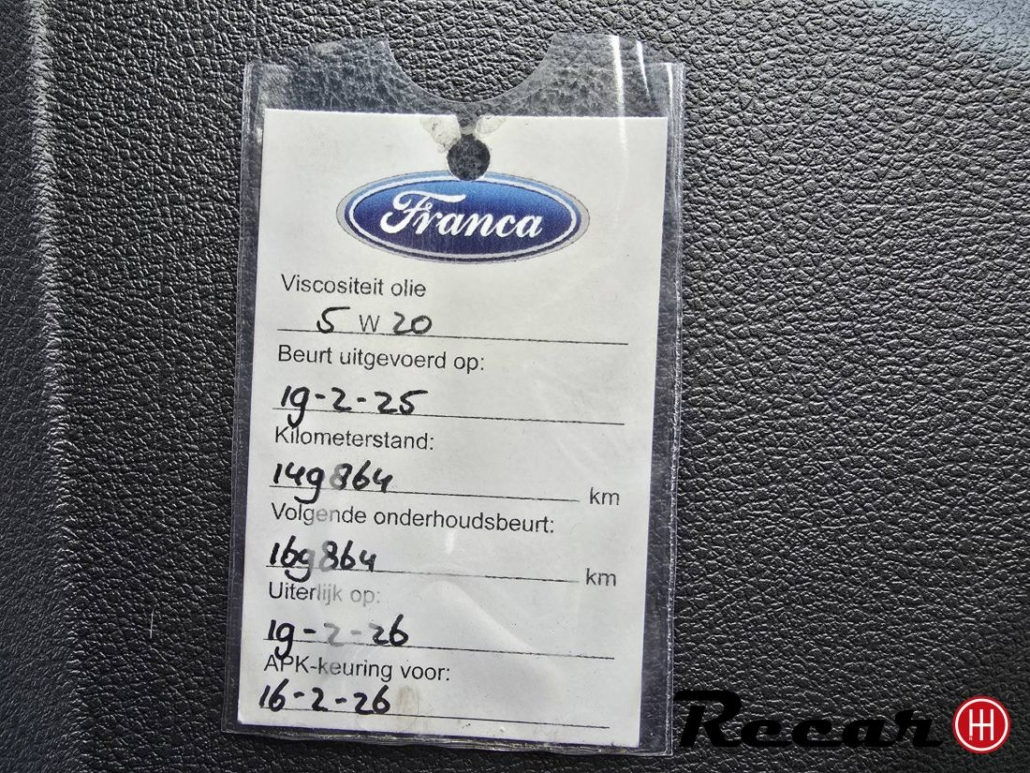 Franca
Viscositeit olie
5 W 20
Beurt uitgevoerd op:
19-2-25
Kilometerstand:
149864 km
Volgende onderhoudsbeurt:
169864 km
Uiterlijk op:
19-2-26
APK-keuring voor:
16-2-26
Recar